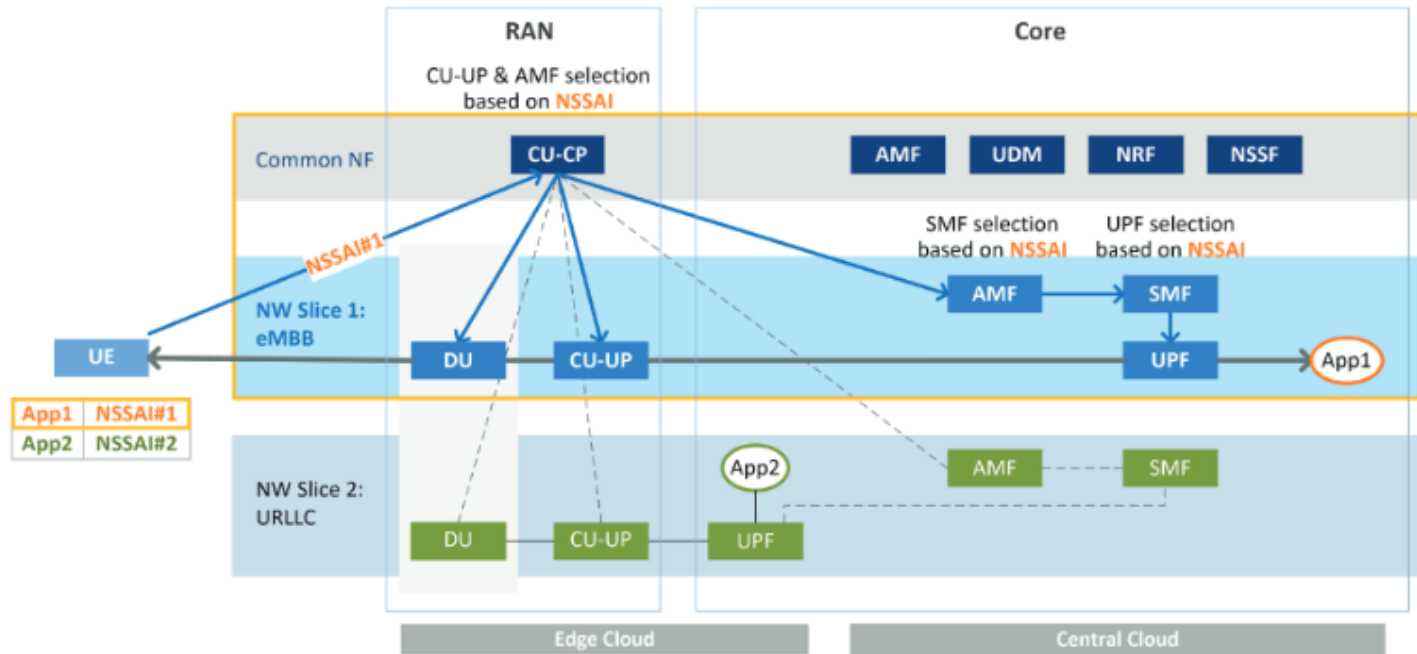 RAN
Core
CU-UP & AMF selection
based on NSSAI
Common NF
CU-CP
AMF
UDM
NRF
NSSF
SMF selection
based on NSSAI
UPF selection
based on NSSAI
NSSAI#1
NW Slice 1:
eMBB
AMF
SMF
UE
DU
CU-UP
UPF
App1
App1 NSSAI#1
App2 NSSAI#2
NW Slice 2:
URLLC
App2
AMF
SMF
DU
CU-UP
UPF
Edge Cloud
Central Cloud